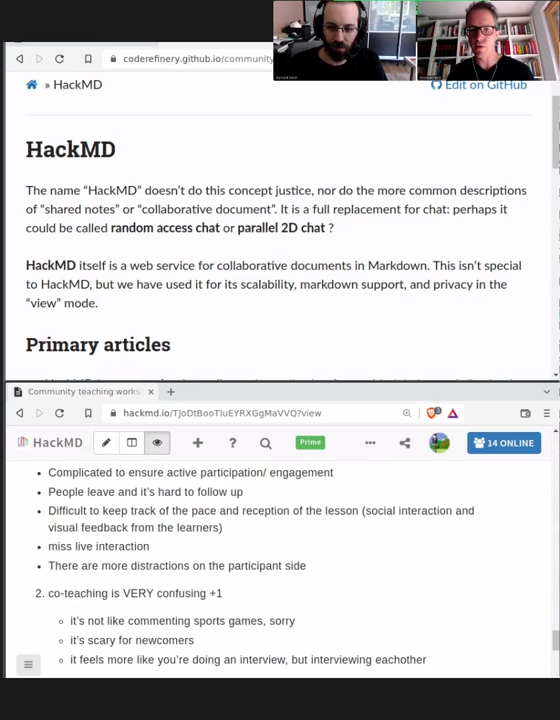 coderefinery.github.io/community
» HackMD
Edit on GitHub
HackMD
The name “HackMD” doesn’t do this concept justice, nor do the more common descriptions
of “shared notes” or “collaborative document”. It is a full replacement for chat: perhaps it
could be called random access chat or parallel 2D chat ?
HackMD itself is a web service for collaborative documents in Markdown. This isn’t special
to HackMD, but we have used it for its scalability, markdown support, and privacy in the
“view” mode.
Primary articles
Community teaching works
hackmd.io/TjoDtBooTIuEYRXGgMaVVQ?view
3
HackMD
Prime
14 ONLINE
Complicated to ensure active participation/ engagement
People leave and it’s hard to follow up
Difficult to keep track of the pace and reception of the lesson (social interaction and
visual feedback from the learners)
miss live interaction
There are more distractions on the participant side
2. co-teaching is VERY confusing +1
it’s not like commenting sports games, sorry
it’s scary for newcomers
it feels more like you’re doing an interview, but interviewing eachother